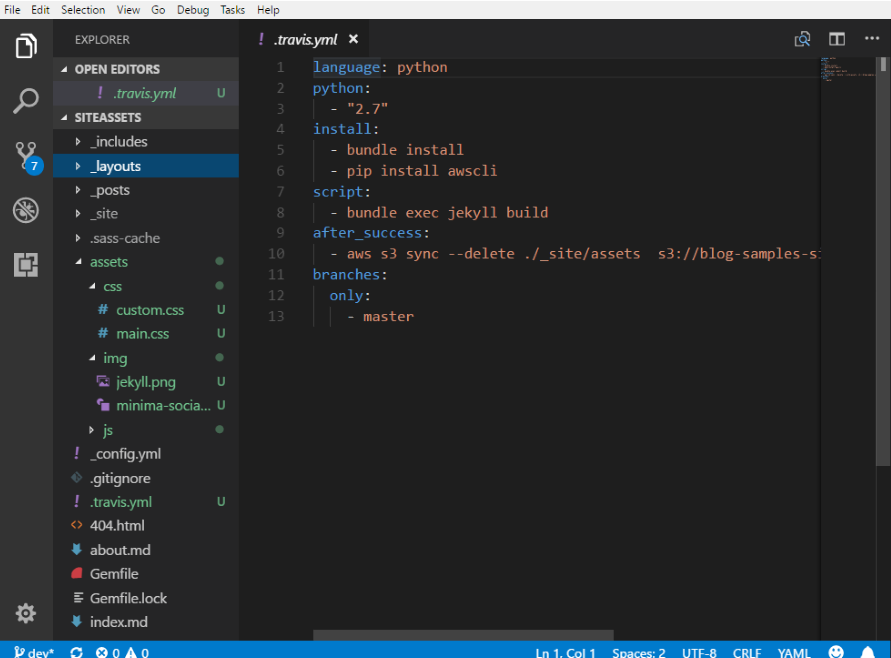 File Edit Selection View Go Debug Tasks Help
EXPLORER
OPEN EDITORS
! .travis.yml U
SITEASSETS
_includes
_layouts
_posts
_site
.sass-cache
assets
css
# custom.css U
# main.css U
img
jekyll.png U
minima-socia... U
js
! _config.yml
.gitignore
! .travis.yml U
<> 404.html
about.md
Gemfile
Gemfile.lock
index.md
7
! .travis.yml ×
1 language: python
2 python:
3 - "2.7"
4 install:
5 - bundle install
6 - pip install awscli
7 script:
8 - bundle exec jekyll build
9 after_success:
10 - aws s3 sync --delete ./_site/assets  s3://blog-samples-si
11 branches:
12 only:
13 - master
dev* 0 0 Ln 1, Col 1 Spaces: 2 UTF-8 CRLF YAML